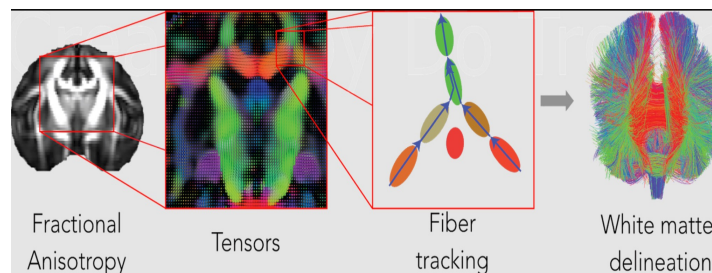 Fractional
Anisotropy
Tensors
Fiber
tracking
White matte
delineation